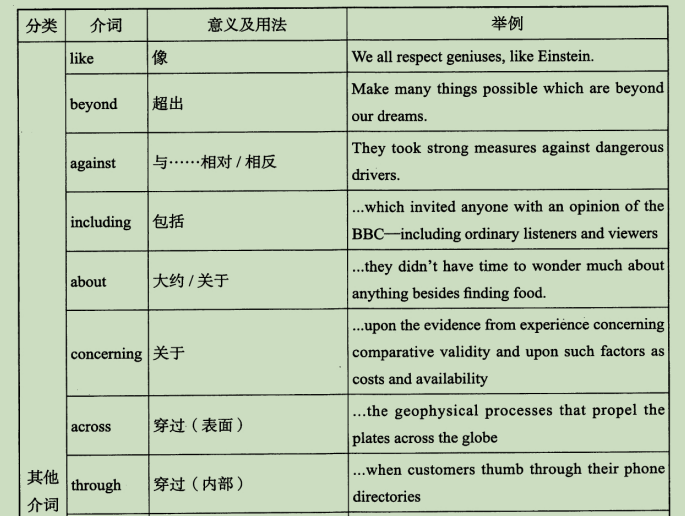 分类 介词 意义及用法 举例
like 像 We all respect geniuses, like Einstein.
beyond 超出 Make many things possible which are beyond
our dreams.
against 与……相对 / 相反 They took strong measures against dangerous
drivers.
including 包括 ...which invited anyone with an opinion of the
BBC—including ordinary listeners and viewers
about 大约 / 关于 ...they didn't have time to wonder much about
anything besides finding food.
concerning 关于 ...upon the evidence from experience concerning
comparative validity and upon such factors as
costs and availability
across 穿过（表面） ...the geophysical processes that propel the
plates across the globe
其他
介词
through 穿过（内部） ...when customers thumb through their phone
directories